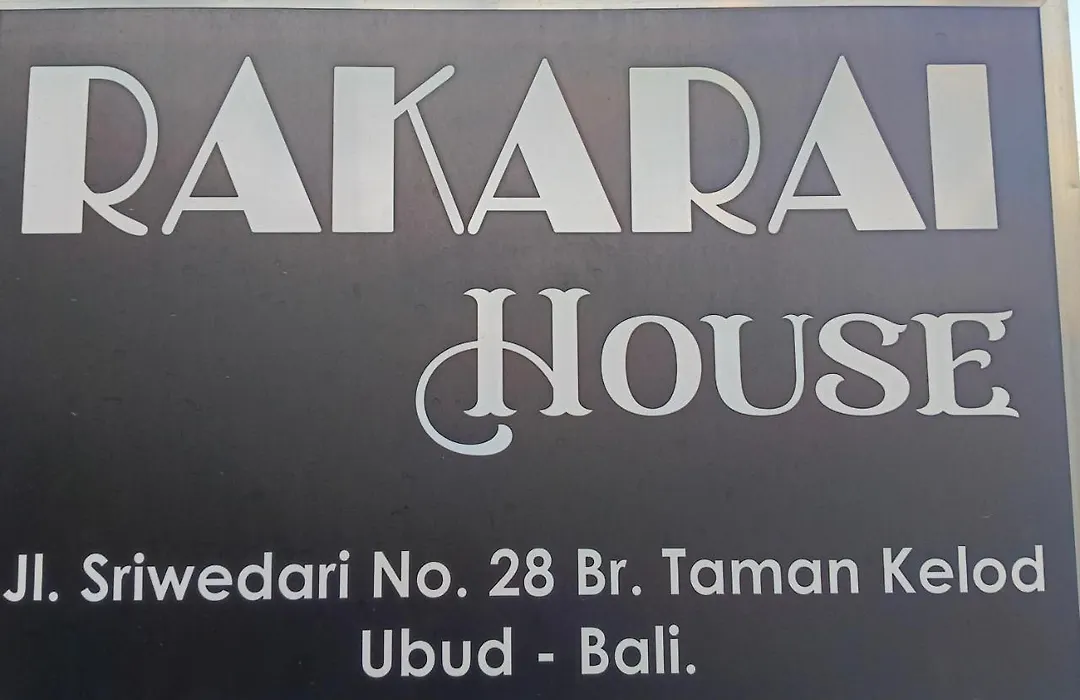 RAKARAI
HOUSE
Jl. Sriwedari No. 28 Br. Taman Kelod
Ubud - Bali.